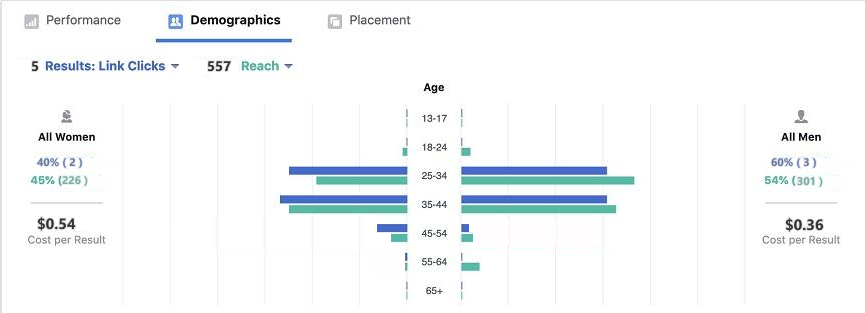 Performance Demographics Placement
5 Results: Link Clicks 557 Reach
Age
13-17
18-24
25-34
35-44
45-54
55-64
65+
All Women
40% ( 2 )
45% (226 )
$0.54
Cost per Result
All Men
60% ( 3 )
54% (301 )
$0.36
Cost per Result